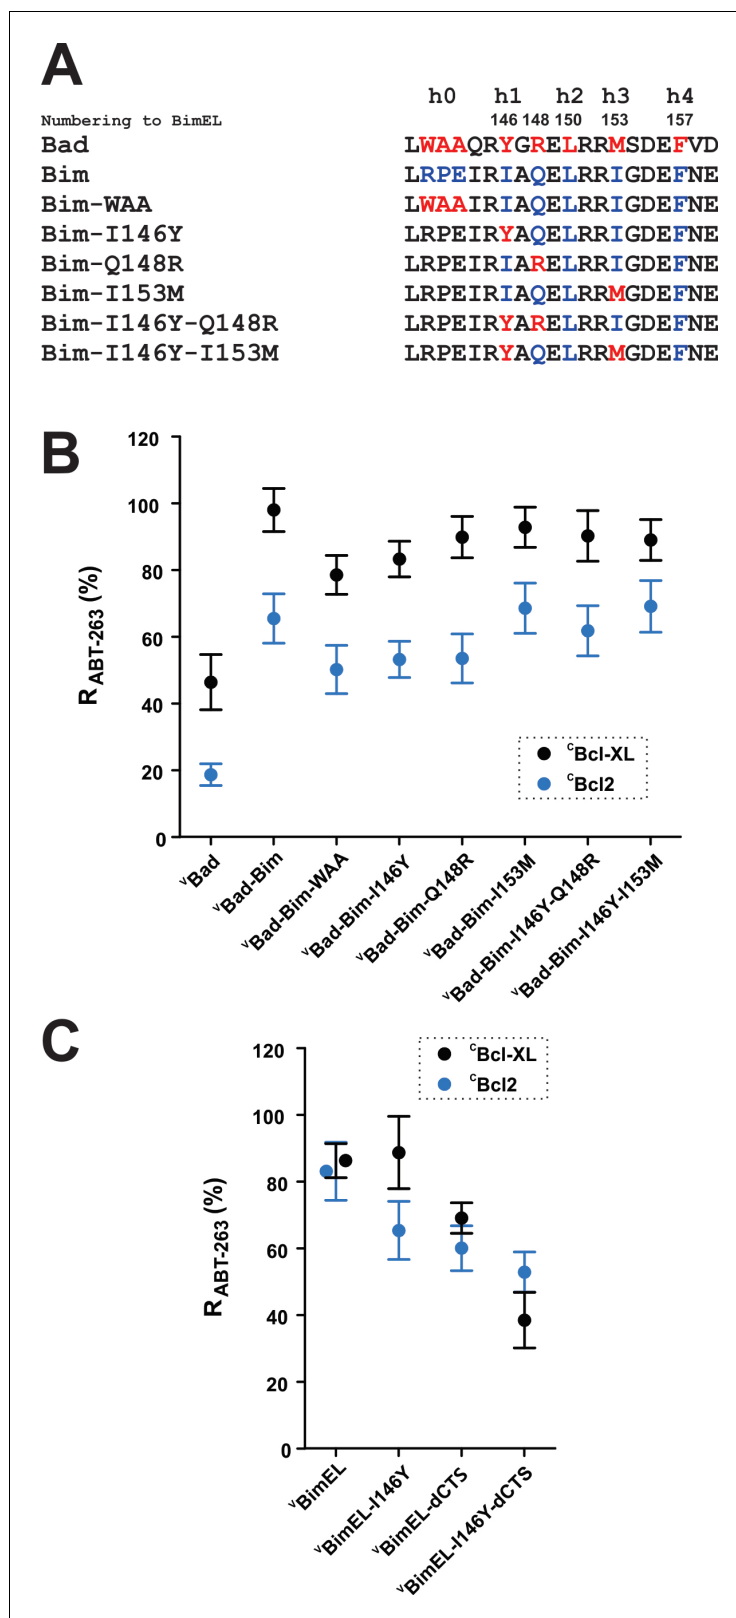 A
h0 h1 h2 h3 h4
Numbering to BimEL 146 148 150 153 157
Bad LWAAQRYGRELRRMSDEFVD
Bim LRPEIRIAQELRRIGDEFNE
Bim-WAA LWAAIRIAQELRRIGDEFNE
Bim-I146Y LRPEIRYAQELRRIGDEFNE
Bim-Q148R LRPEIRIARELRRIGDEFNE
Bim-I153M LRPEIRIAQELRRMGDEFNE
Bim-I146Y-Q148R LRPEIRYARELRRIGDEFNE
Bim-I146Y-I153M LRPEIRYAQELRRMGDEFNE
B
120
100
80
60
40
20
0
RABT-263 (%)
CBcl-XL
CBcl2
VBad
VBad-Bim
VBad-Bim-WAA
VBad-Bim-I146Y
VBad-Bim-Q148R
VBad-Bim-I153M
VBad-Bim-I146Y-Q148R
VBad-Bim-I146Y-I153M
C
120
100
80
60
40
20
0
RABT-263 (%)
CBcl-XL
CBcl2
VBimEL
VBimEL-I146Y
VBimEL-dCTS
VBimEL-I146Y-dCTS